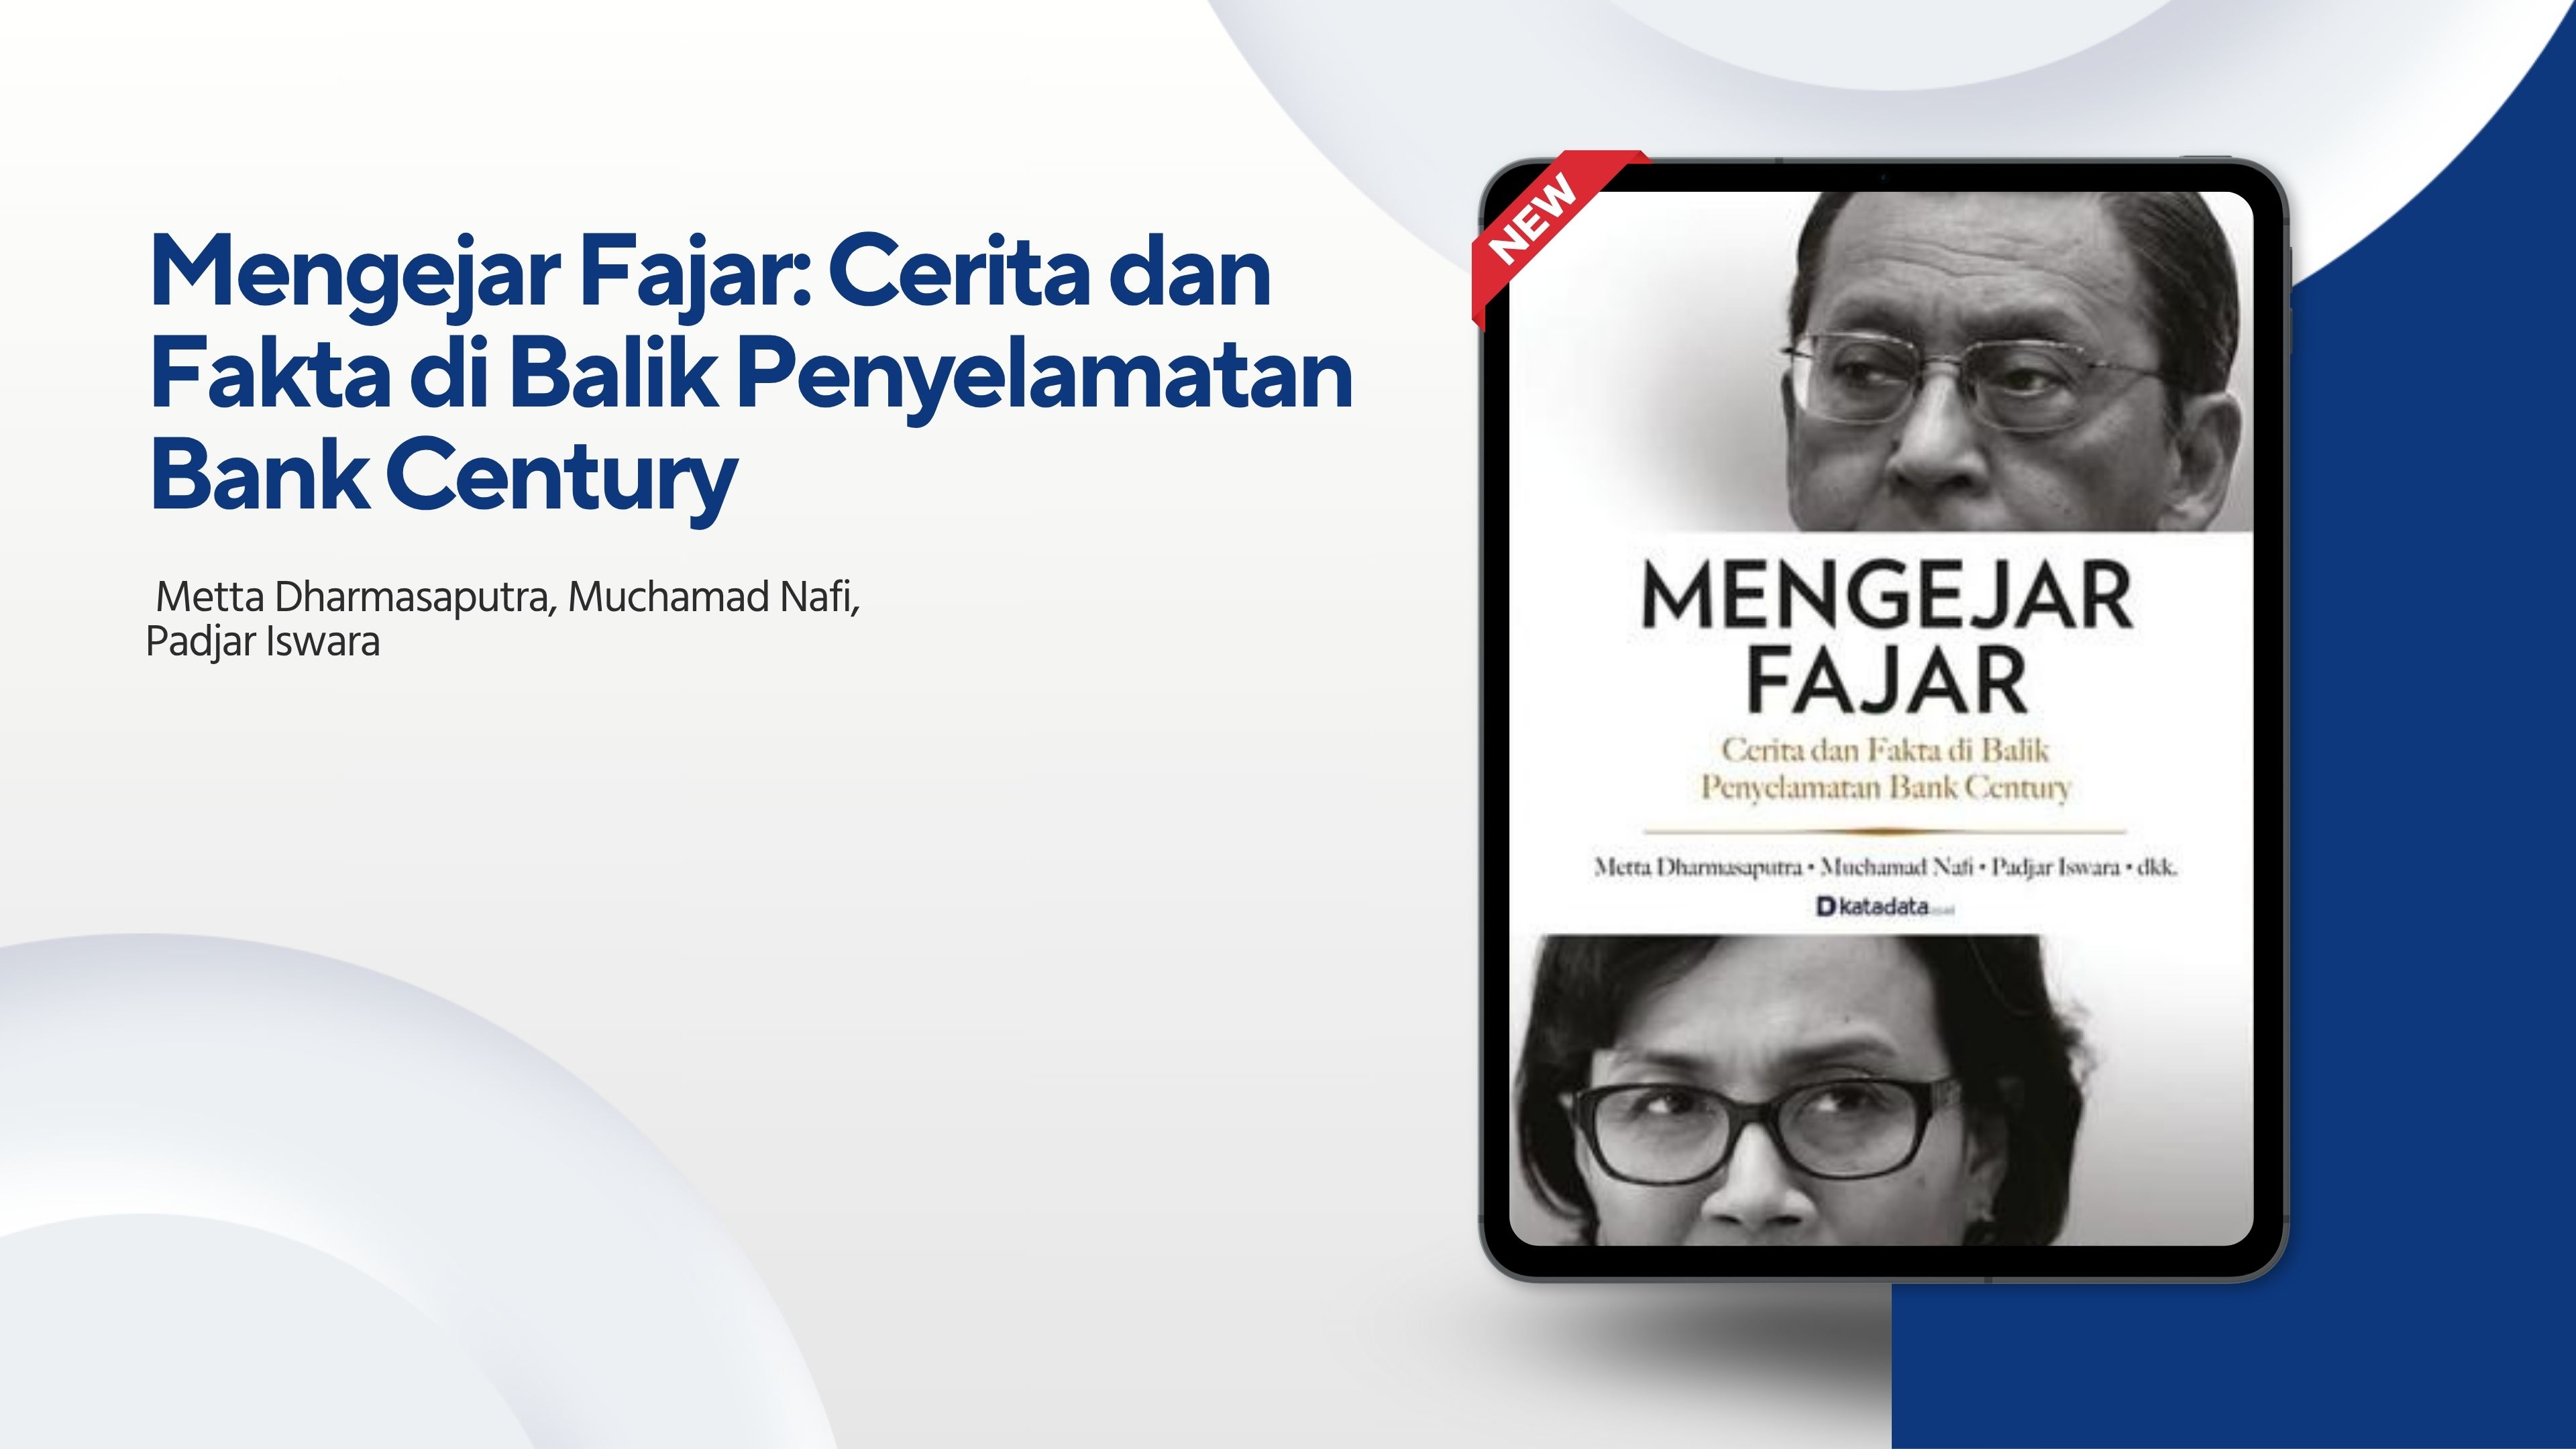 Mengejar Fajar: Cerita dan
Fakta di Balik Penyelamatan
Bank Century
Metta Dharmasaputra, Muchamad Nafi,
Padjar Iswara
NEW
MENGEJAR
FAJAR
Cerita dan Fakta di Balik
Penyelamatan Bank Century
Metta Dharmasaputra • Muchamad Nafi • Padjar Iswara • dkk.
katadata